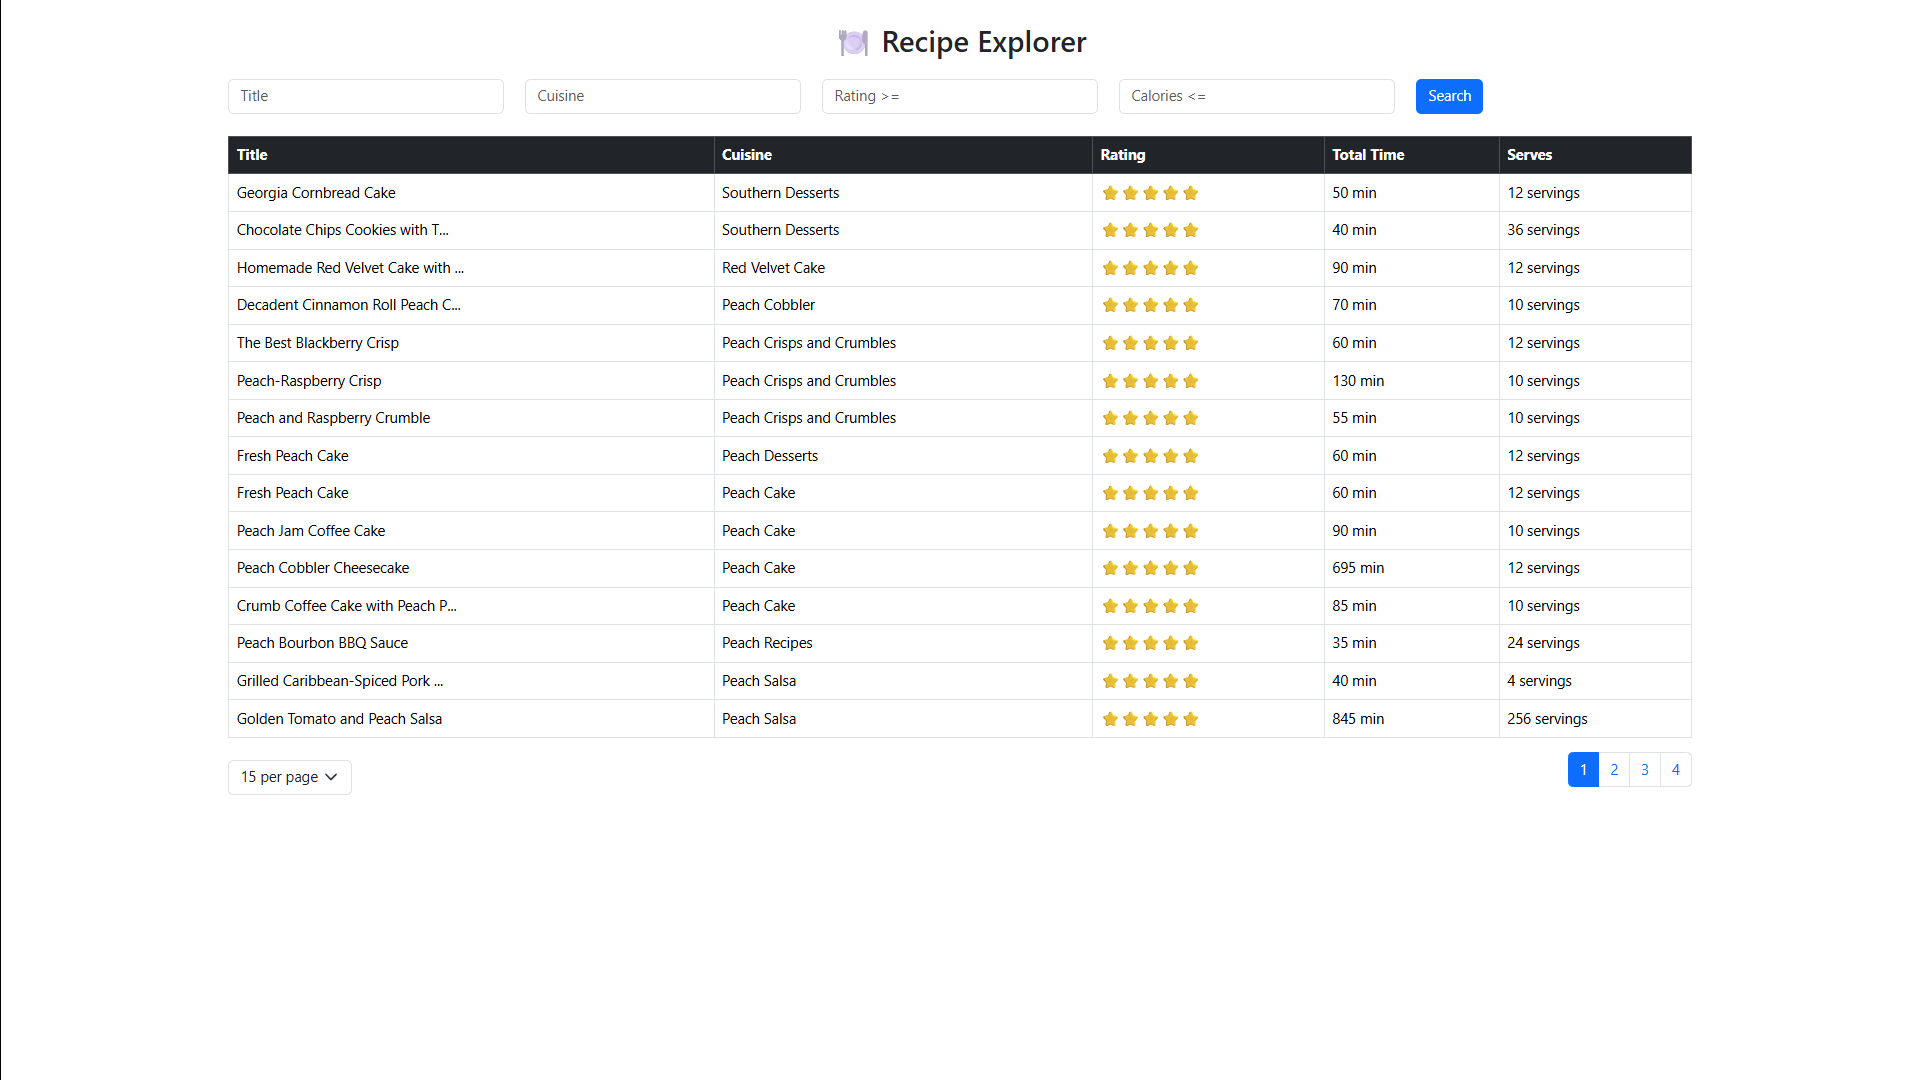 Recipe Explorer
Title Cuisine Rating >= Calories <= Search
Title Cuisine Rating Total Time Serves
Georgia Cornbread Cake Southern Desserts 50 min 12 servings
Chocolate Chips Cookies with T... Southern Desserts 40 min 36 servings
Homemade Red Velvet Cake with ... Red Velvet Cake 90 min 12 servings
Decadent Cinnamon Roll Peach C... Peach Cobbler 70 min 10 servings
The Best Blackberry Crisp Peach Crisps and Crumbles 60 min 12 servings
Peach-Raspberry Crisp Peach Crisps and Crumbles 130 min 10 servings
Peach and Raspberry Crumble Peach Crisps and Crumbles 55 min 10 servings
Fresh Peach Cake Peach Desserts 60 min 12 servings
Fresh Peach Cake Peach Cake 60 min 12 servings
Peach Jam Coffee Cake Peach Cake 90 min 10 servings
Peach Cobbler Cheesecake Peach Cake 695 min 12 servings
Crumb Coffee Cake with Peach P... Peach Cake 85 min 10 servings
Peach Bourbon BBQ Sauce Peach Recipes 35 min 24 servings
Grilled Caribbean-Spiced Pork ... Peach Salsa 40 min 4 servings
Golden Tomato and Peach Salsa Peach Salsa 845 min 256 servings
15 per page 1 2 3 4